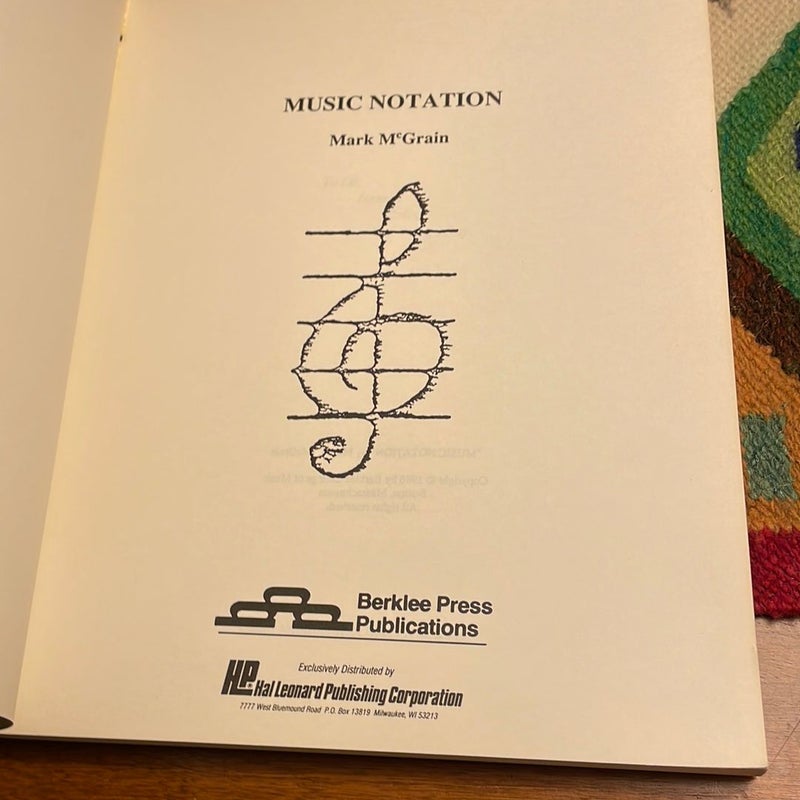 MUSIC NOTATION
Mark McGrain
Berklee Press
Publications
Exclusively Distributed by
HL® Hal Leonard Publishing Corporation
7777 West Bluemound Road P.O. Box 13819 Milwaukee, WI 53213